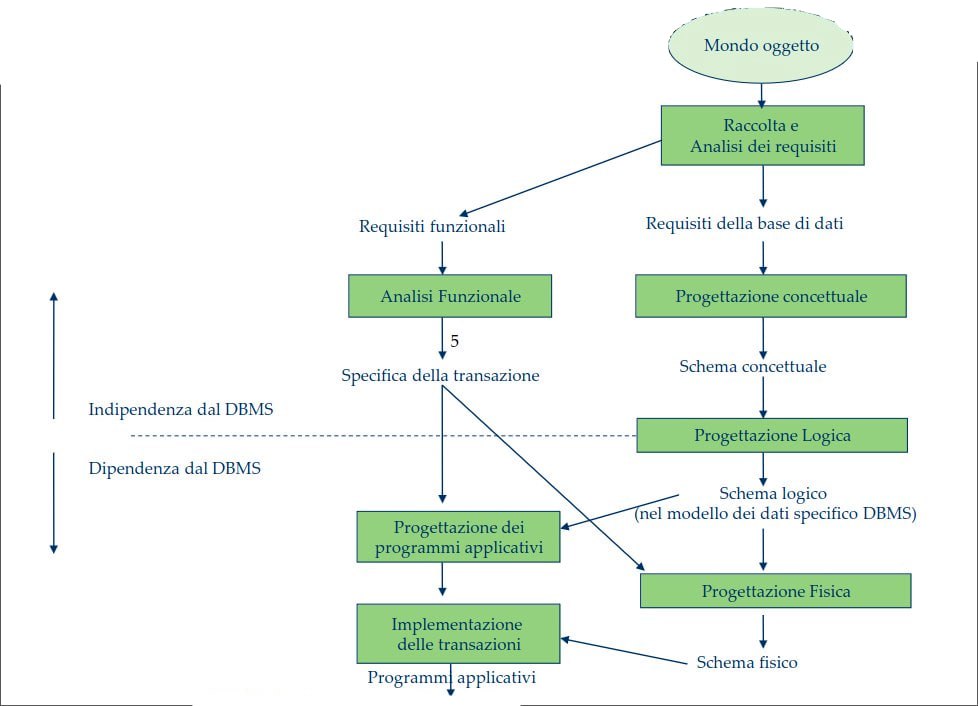 Mondo oggetto
Raccolta e
Analisi dei requisiti
Requisiti funzionali
Requisiti della base di dati
Analisi Funzionale
Progettazione concettuale
5
Specifica della transazione
Schema concettuale
Indipendenza dal DBMS
Progettazione Logica
Dipendenza dal DBMS
Schema logico
(nel modello dei dati specifico DBMS)
Progettazione dei
programmi applicativi
Progettazione Fisica
Implementazione
delle transazioni
Schema fisico
Programmi applicativi